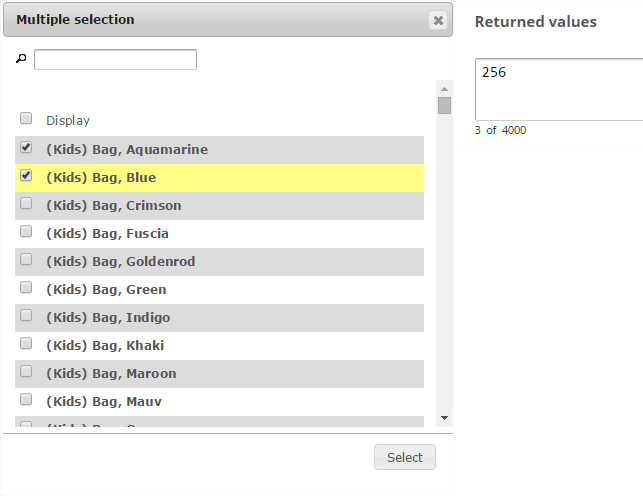 Multiple selection
Returned values
256
3 of 4000
Display
(Kids) Bag, Aquamarine
(Kids) Bag, Blue
(Kids) Bag, Crimson
(Kids) Bag, Fuscia
(Kids) Bag, Goldenrod
(Kids) Bag, Green
(Kids) Bag, Indigo
(Kids) Bag, Khaki
(Kids) Bag, Maroon
(Kids) Bag, Mauv
(Kids) Bag,
Select